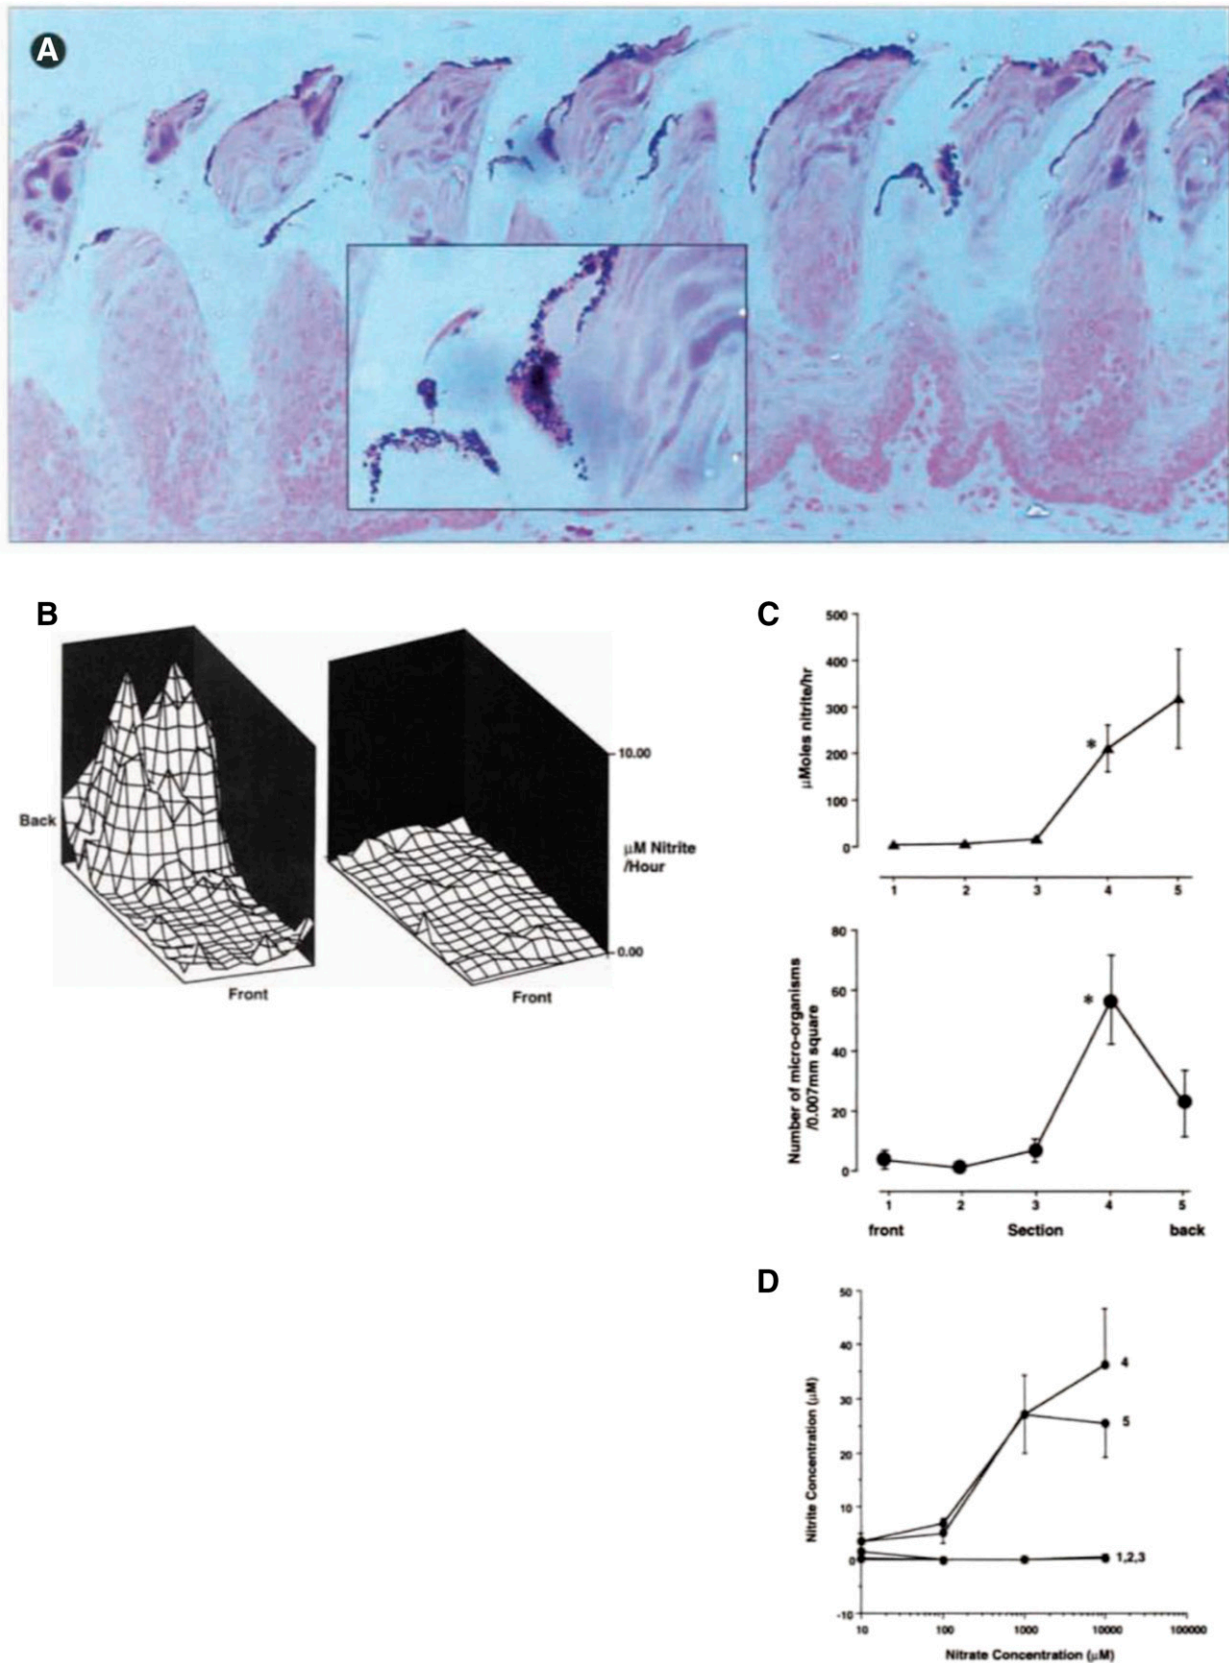 A
B
Back
Front
Front
10.00
μM Nitrite
/Hour
0.00
C
μMoles nitrite/hr
500
400
300
200
100
0
*
1 2 3 4 5
Number of micro-organisms
/0.007mm square
80
60
40
20
0
*
1 2 3 4 5
front Section back
D
Nitrite Concentration (μM)
50
40
30
20
10
0
-10
4
5
1,2,3
10 100 1000 10000 100000
Nitrate Concentration (μM)